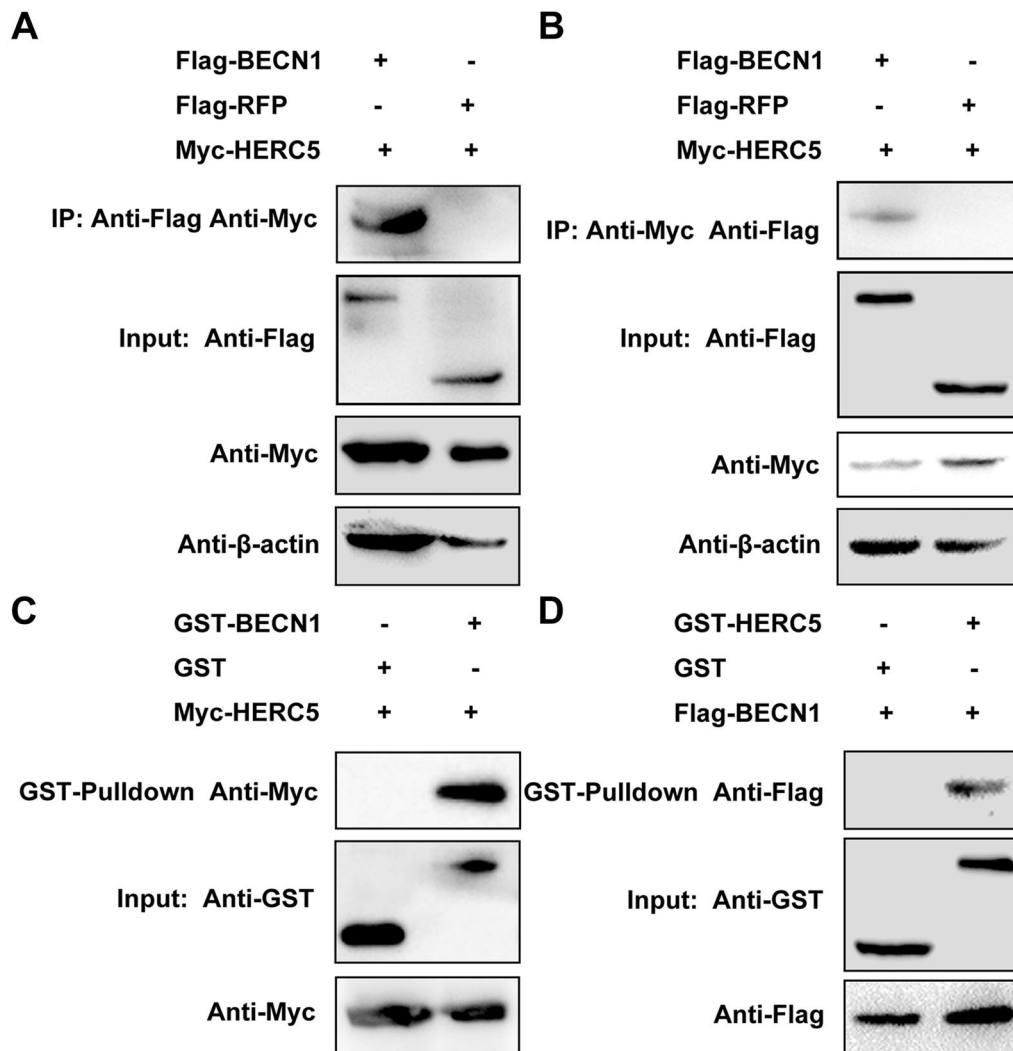 A
Flag-BECN1 + -
Flag-RFP - +
Myc-HERC5 + +
IP: Anti-Flag Anti-Myc
Input: Anti-Flag
Anti-Myc
Anti-β-actin
B
Flag-BECN1 + -
Flag-RFP - +
Myc-HERC5 + +
IP: Anti-Myc Anti-Flag
Input: Anti-Flag
Anti-Myc
Anti-β-actin
C
GST-BECN1 - +
GST + -
Myc-HERC5 + +
GST-Pulldown Anti-Myc
Input: Anti-GST
Anti-Myc
D
GST-HERC5 - +
GST + -
Flag-BECN1 + +
GST-Pulldown Anti-Flag
Input: Anti-GST
Anti-Flag